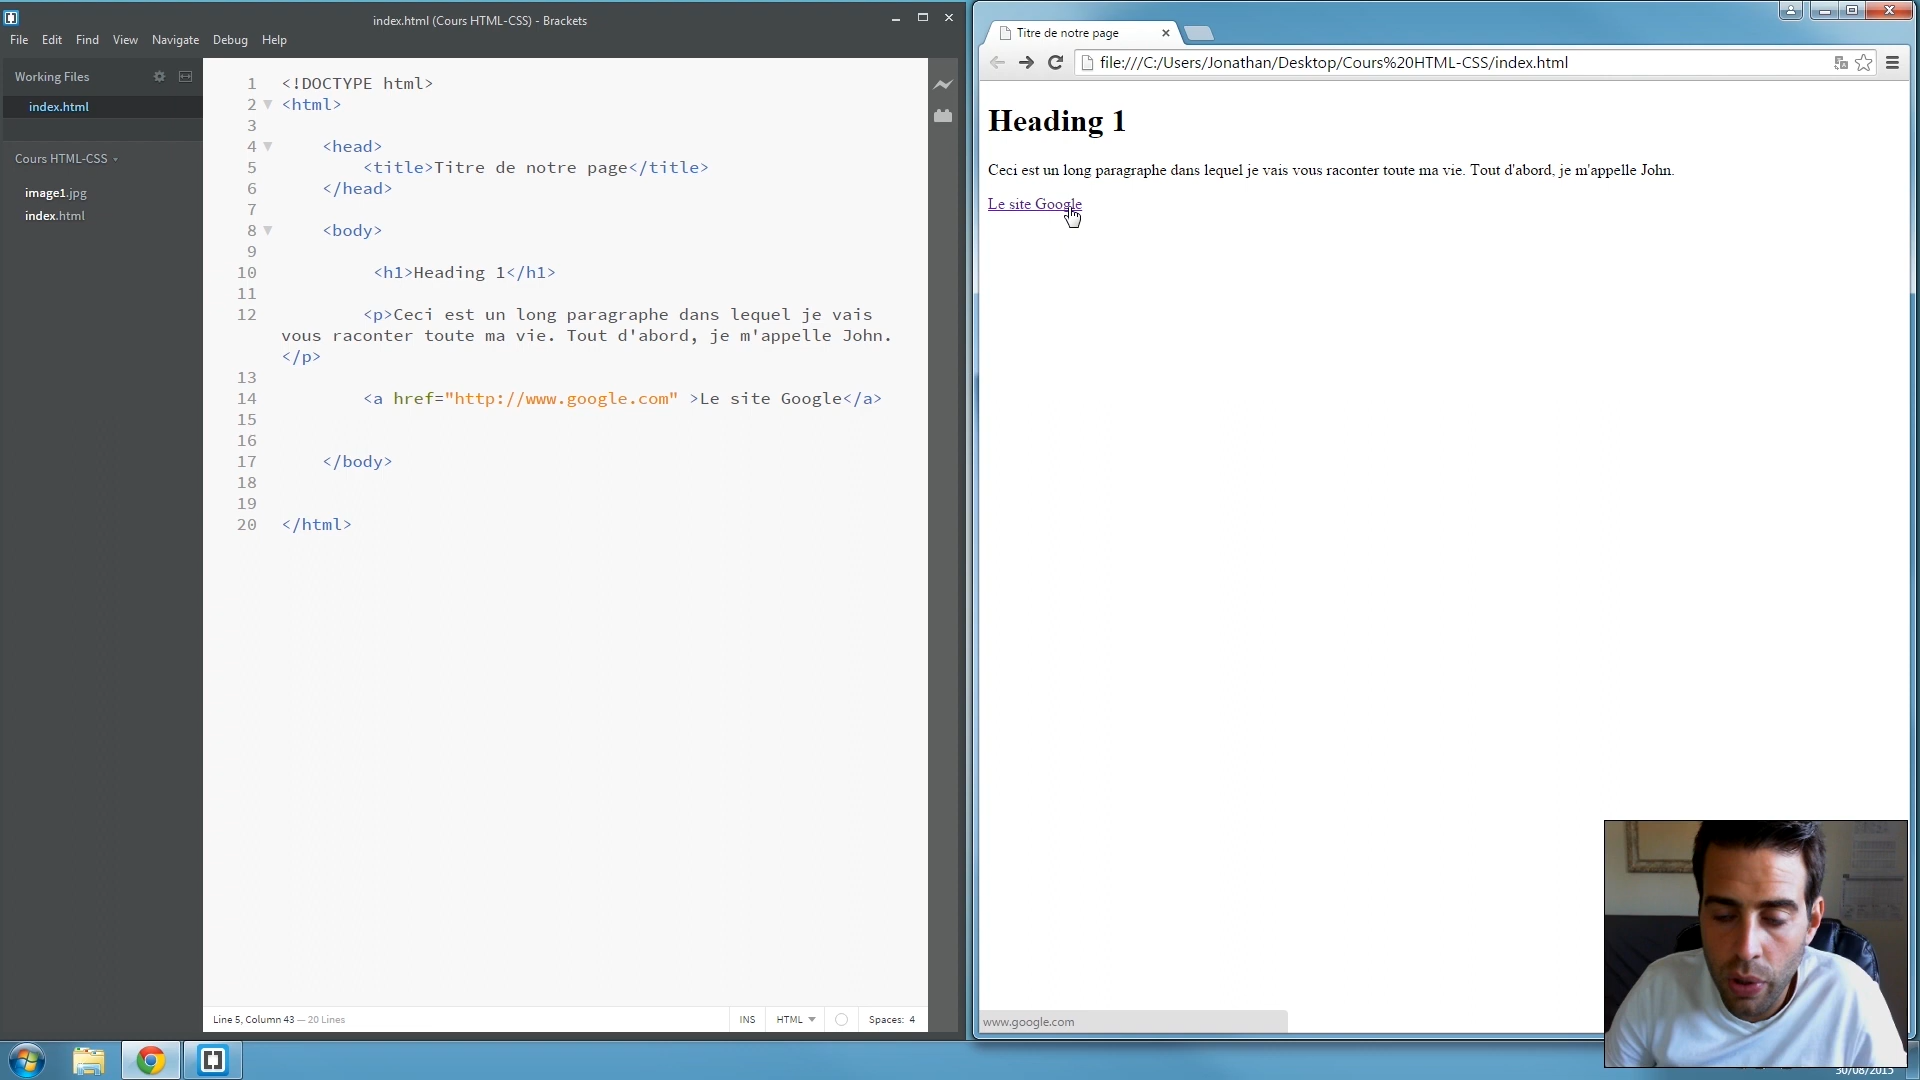 index.html (Cours HTML-CSS) - Brackets
File Edit Find View Navigate Debug Help
Working Files
index.html
Cours HTML-CSS
image1.jpg
index.html
1 <!DOCTYPE html>
2 <html>
3
4 <head>
5 <title>Titre de notre page</title>
6 </head>
7
8 <body>
9
10 <h1>Heading 1</h1>
11
12 <p>Ceci est un long paragraphe dans lequel je vais
vous raconter toute ma vie. Tout d'abord, je m'appelle John.
</p>
13
14 <a href="http://www.google.com" >Le site Google</a>
15
16
17 </body>
18
19
20 </html>
Line 5, Column 43 — 20 Lines
INS HTML Spaces: 4
Titre de notre page
file:///C:/Users/Jonathan/Desktop/Cours%20HTML-CSS/index.html
Heading 1
Ceci est un long paragraphe dans lequel je vais vous raconter toute ma vie. Tout d'abord, je m'appelle John.
Le site Google
www.google.com
30/08/2015